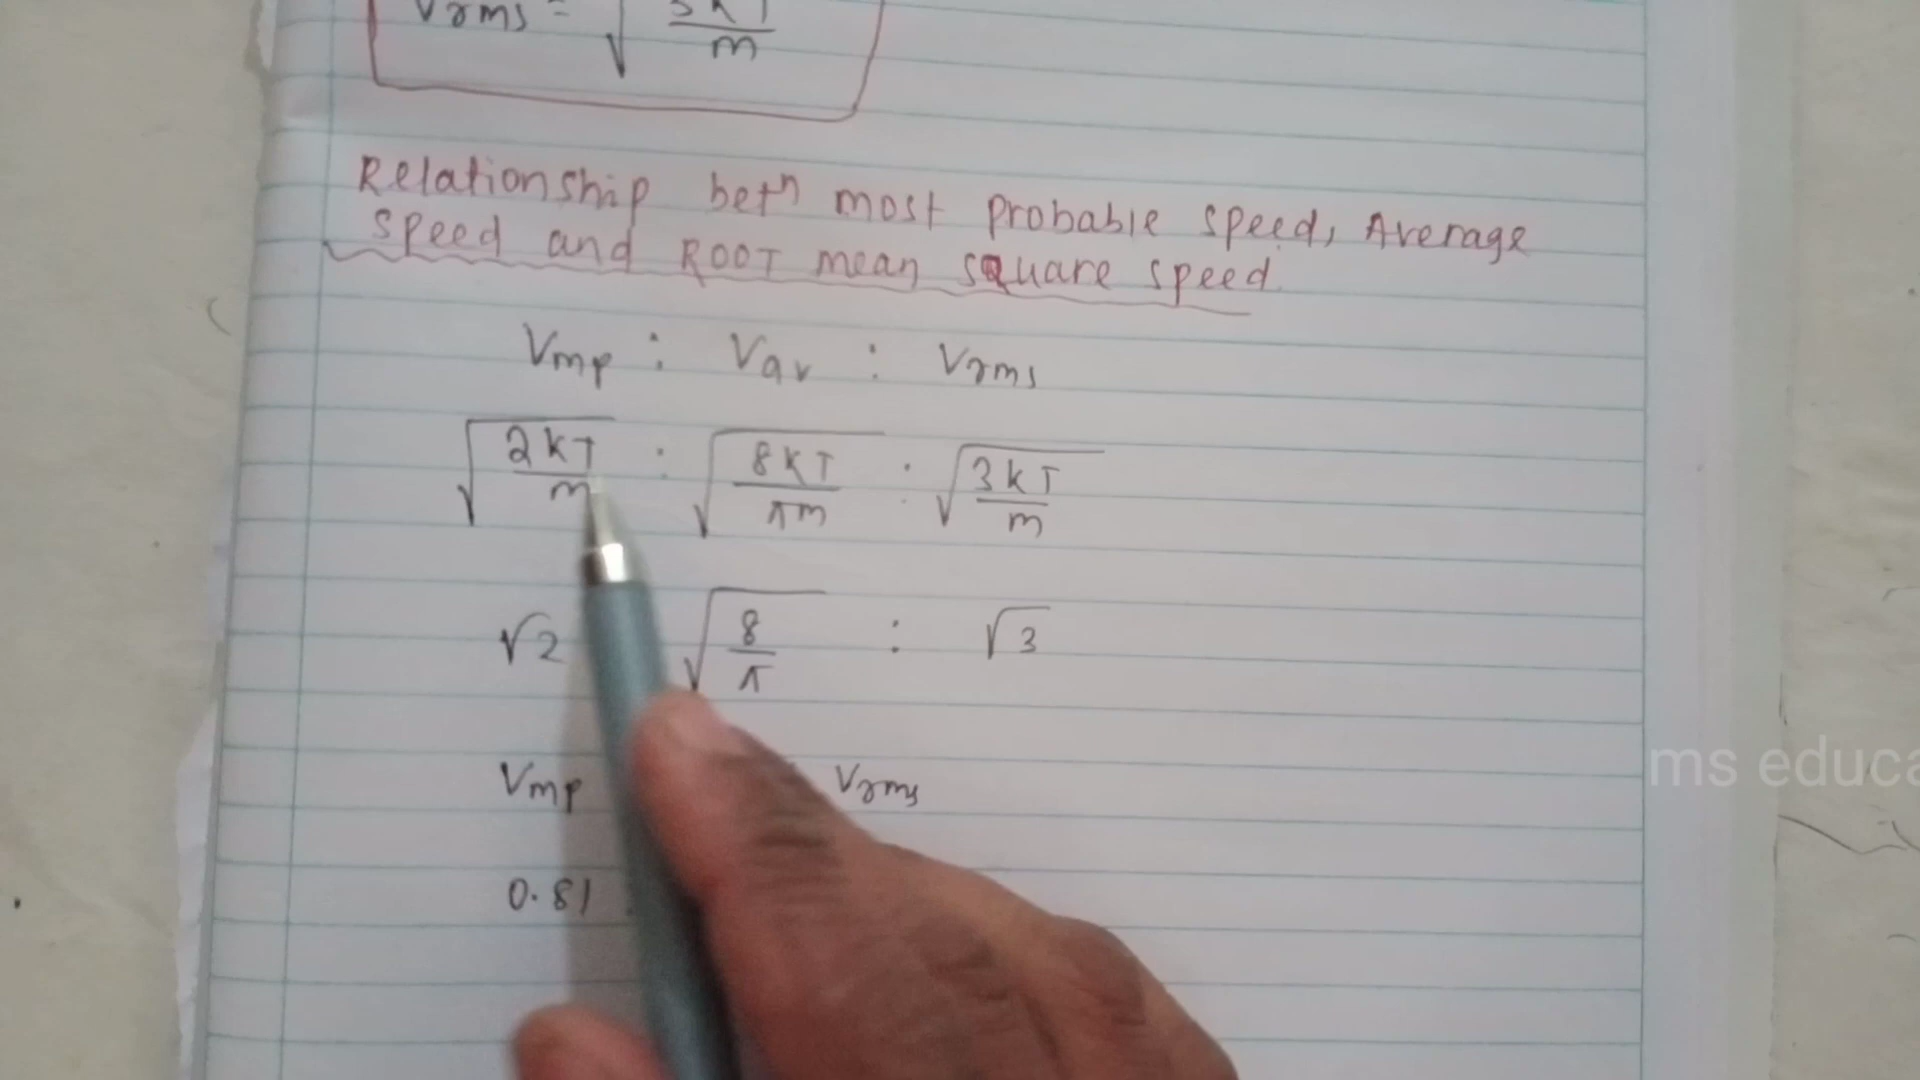 Vrms = √3KT/m
Relationship betn most probable speed, Average
speed and ROOT mean square speed
Vmp : Vav : Vrms
√2KT/m : √8KT/πm : √3KT/m
√2 √8/π : √3
Vmp Vrms
0.81
ms educa